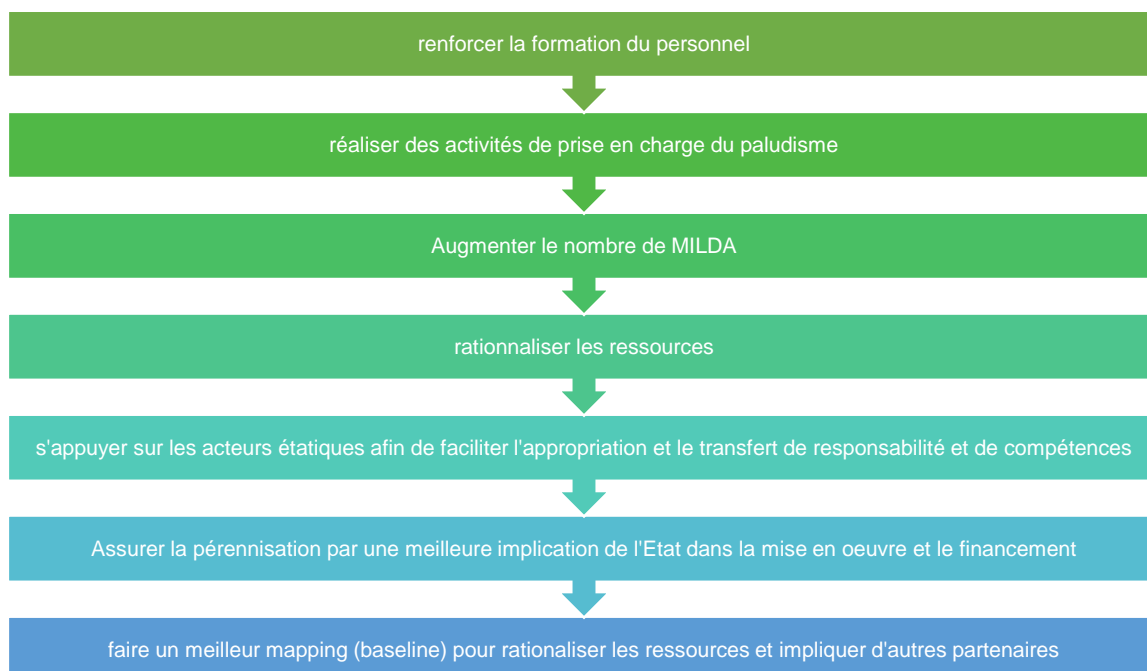 renforcer la formation du personnel
réaliser des activités de prise en charge du paludisme
Augmenter le nombre de MILDA
rationnaliser les ressources
s'appuyer sur les acteurs étatiques afin de faciliter l'appropriation et le transfert de responsabilité et de compétences
Assurer la pérennisation par une meilleure implication de l'Etat dans la mise en oeuvre et le financement
faire un meilleur mapping (baseline) pour rationaliser les ressources et impliquer d'autres partenaires